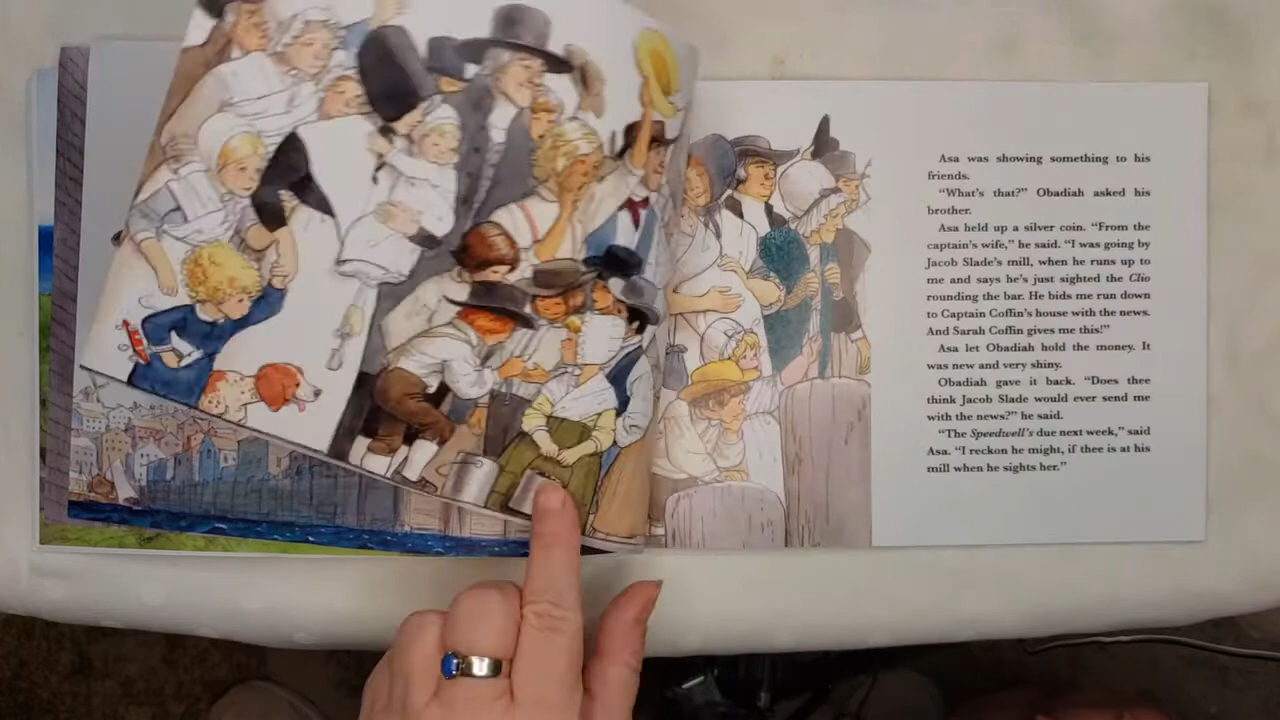 Asa was showing something to his
friends.
"What's that?" Obadiah asked his
brother.
Asa held up a silver coin. "From the
captain's wife," he said. "I was going by
Jacob Slade's mill, when he runs up to
me and says he's just sighted the Clio
rounding the bar. He bids me run down
to Captain Coffin's house with the news.
And Sarah Coffin gives me this!"
Asa let Obadiah hold the money. It
was new and very shiny.
Obadiah gave it back. "Does thee
think Jacob Slade would ever send me
with the news?" he said.
"The Speedwell's due next week," said
Asa. "I reckon he might, if thee is at his
mill when he sights her."